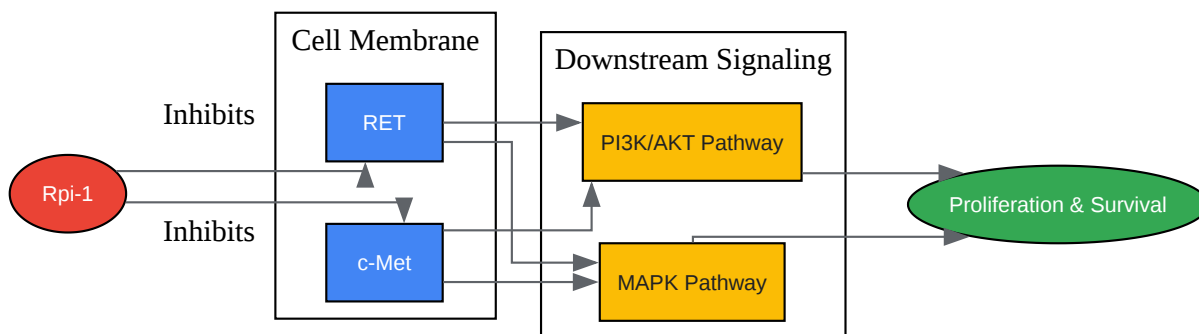 Cell Membrane
Downstream Signaling
Inhibits
RET
PI3K/AKT Pathway
Rpi-1
Proliferation & Survival
Inhibits
c-Met
MAPK Pathway